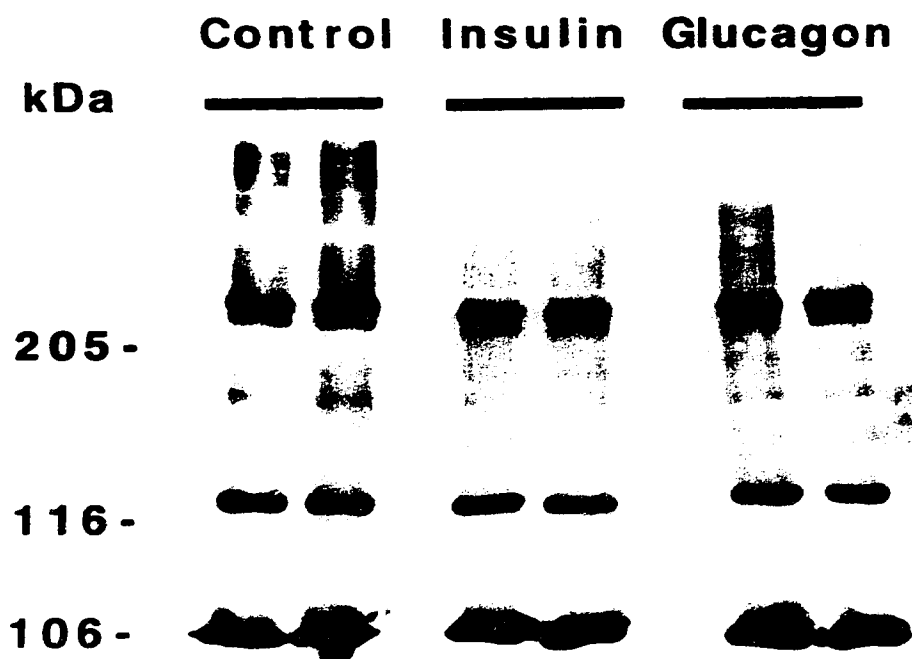 Control Insulin Glucagon
kDa
205-
116-
106-